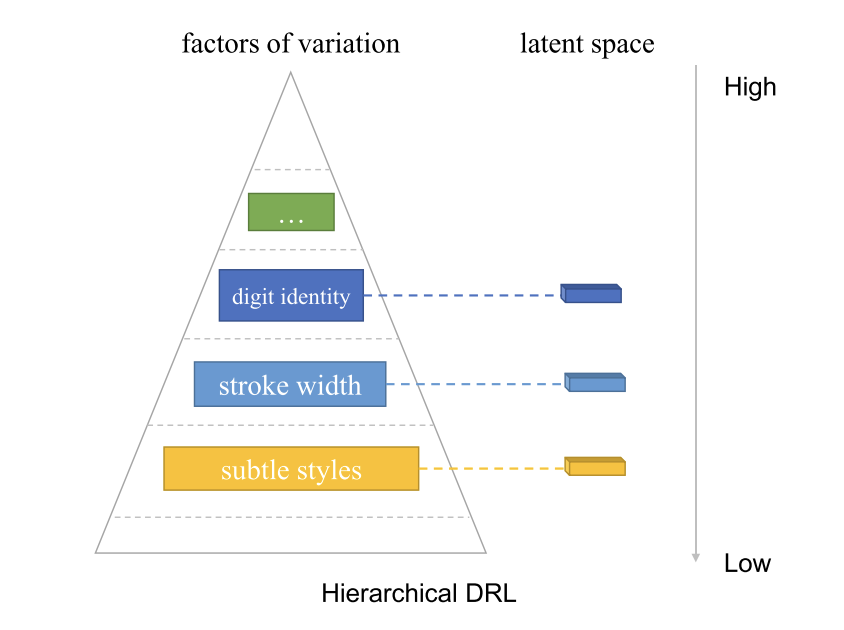 factors of variation
latent space
High
…
digit identity
stroke width
subtle styles
Low
Hierarchical DRL